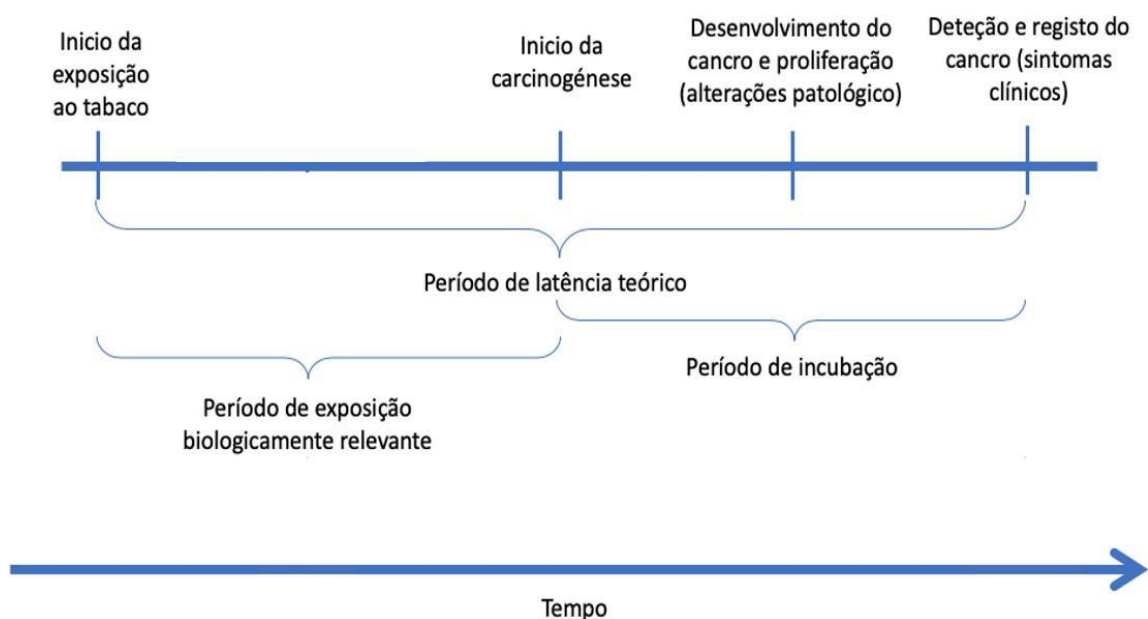 Inicio da
exposição
ao tabaco
Inicio da
carcinogénese
Desenvolvimento do
cancro e proliferação
(alterações patológico)
Deteção e registo do
cancro (sintomas
clínicos)
Período de latência teórico
Período de incubação
Período de exposição
biologicamente relevante
Tempo